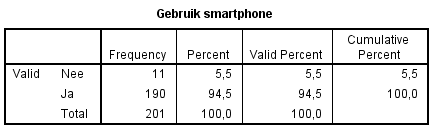 Gebruik smartphone
Frequency Percent Valid Percent Cumulative Percent
Valid Nee 11 5,5 5,5 5,5
Ja 190 94,5 94,5 100,0
Total 201 100,0 100,0